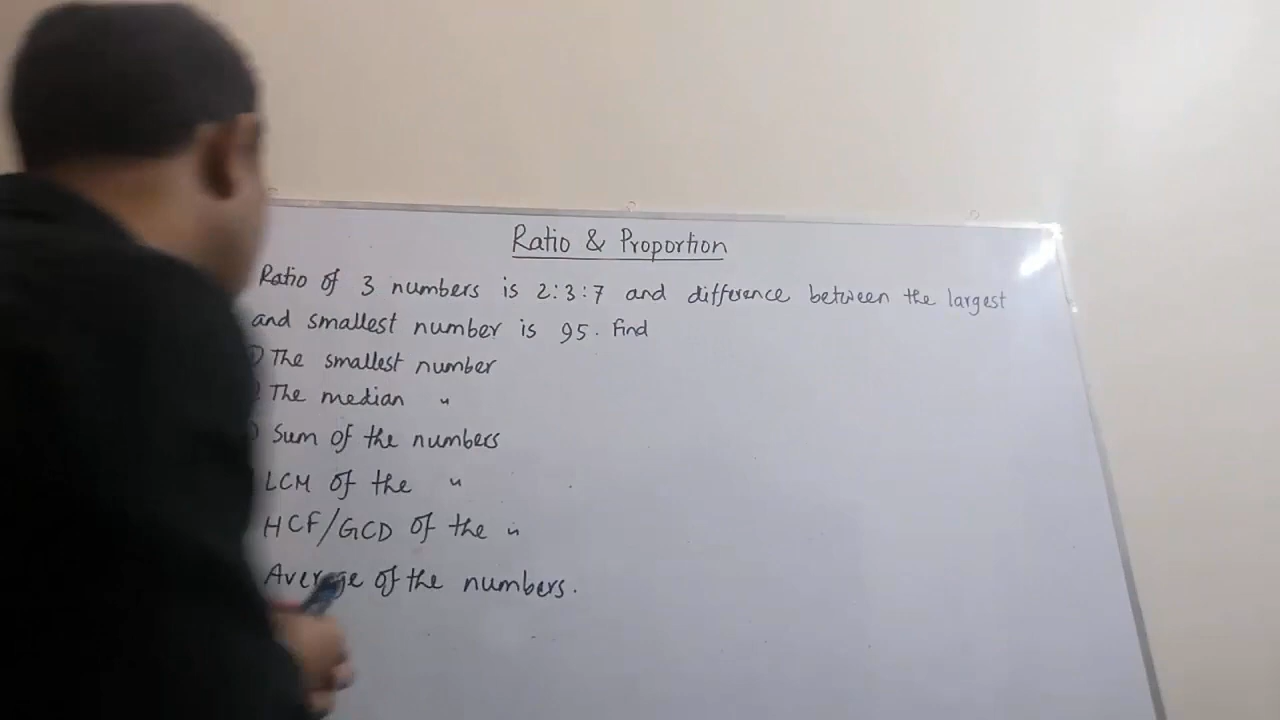 Ratio & Proportion
Ratio of 3 numbers is 2:3:7 and difference between the largest
and smallest number is 95. Find
The smallest number
The median "
Sum of the numbers
LCM of the "
HCF/GCD of the "
Average of the numbers.